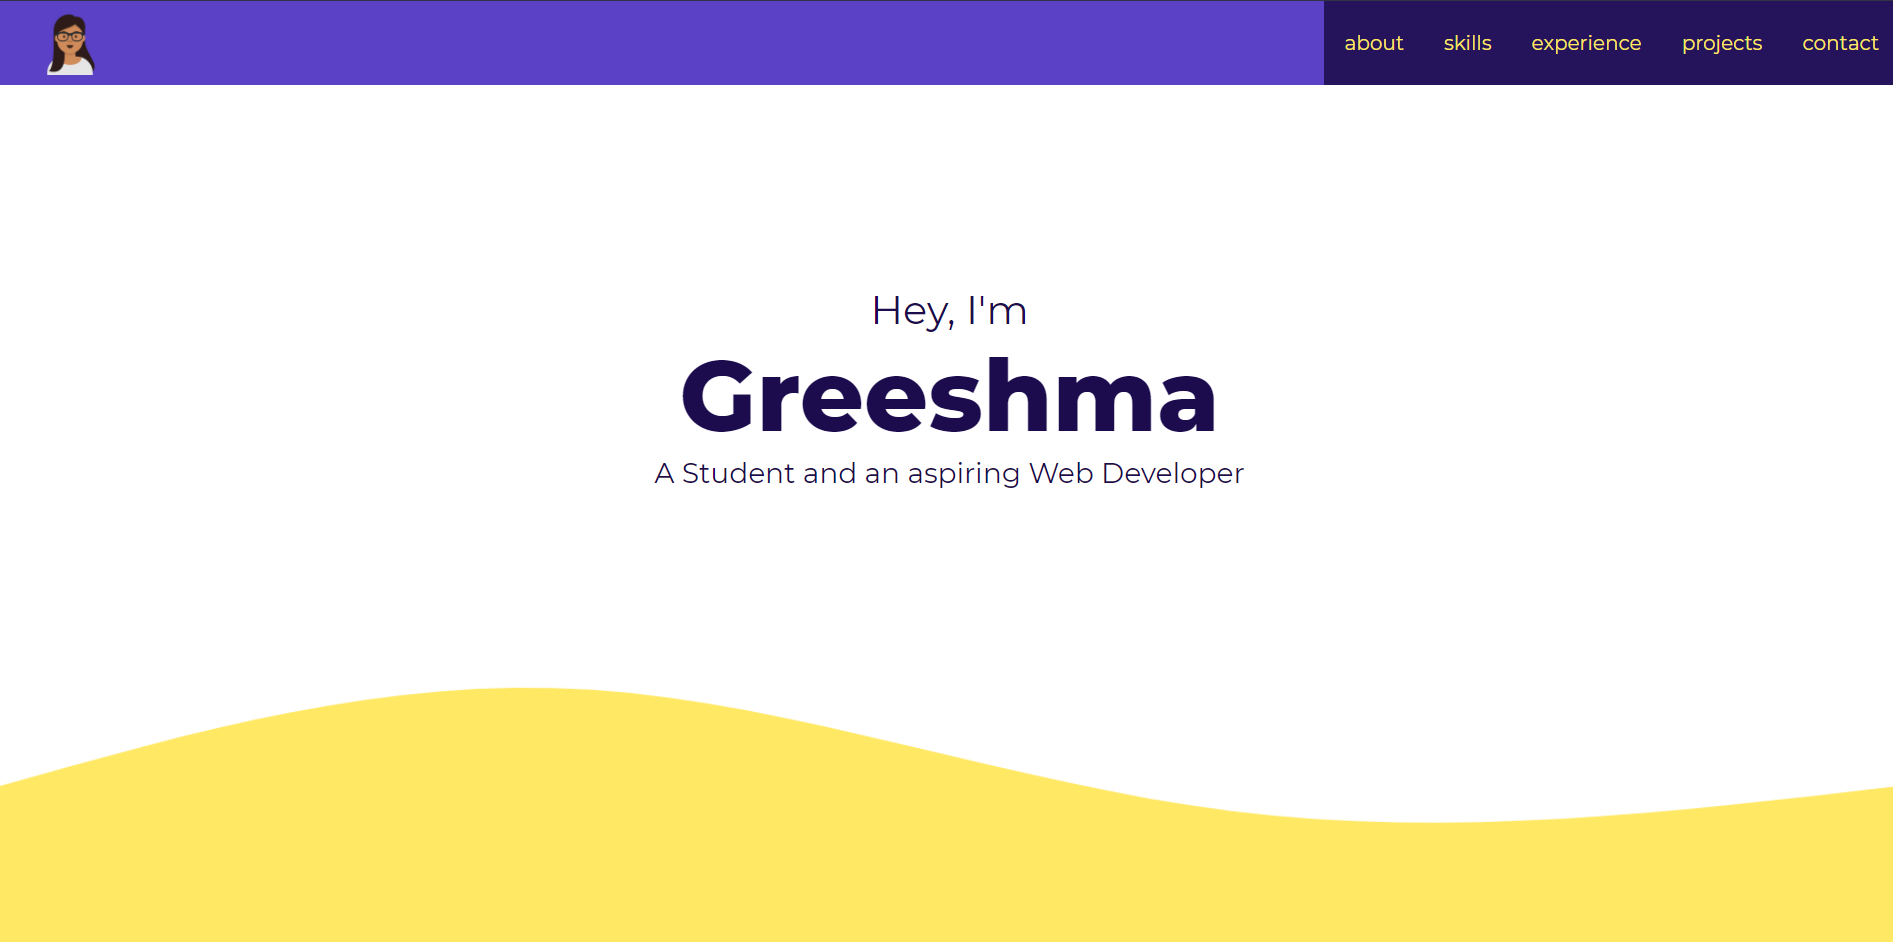 about skills experience projects contact
Hey, I'm
Greeshma
A Student and an aspiring Web Developer